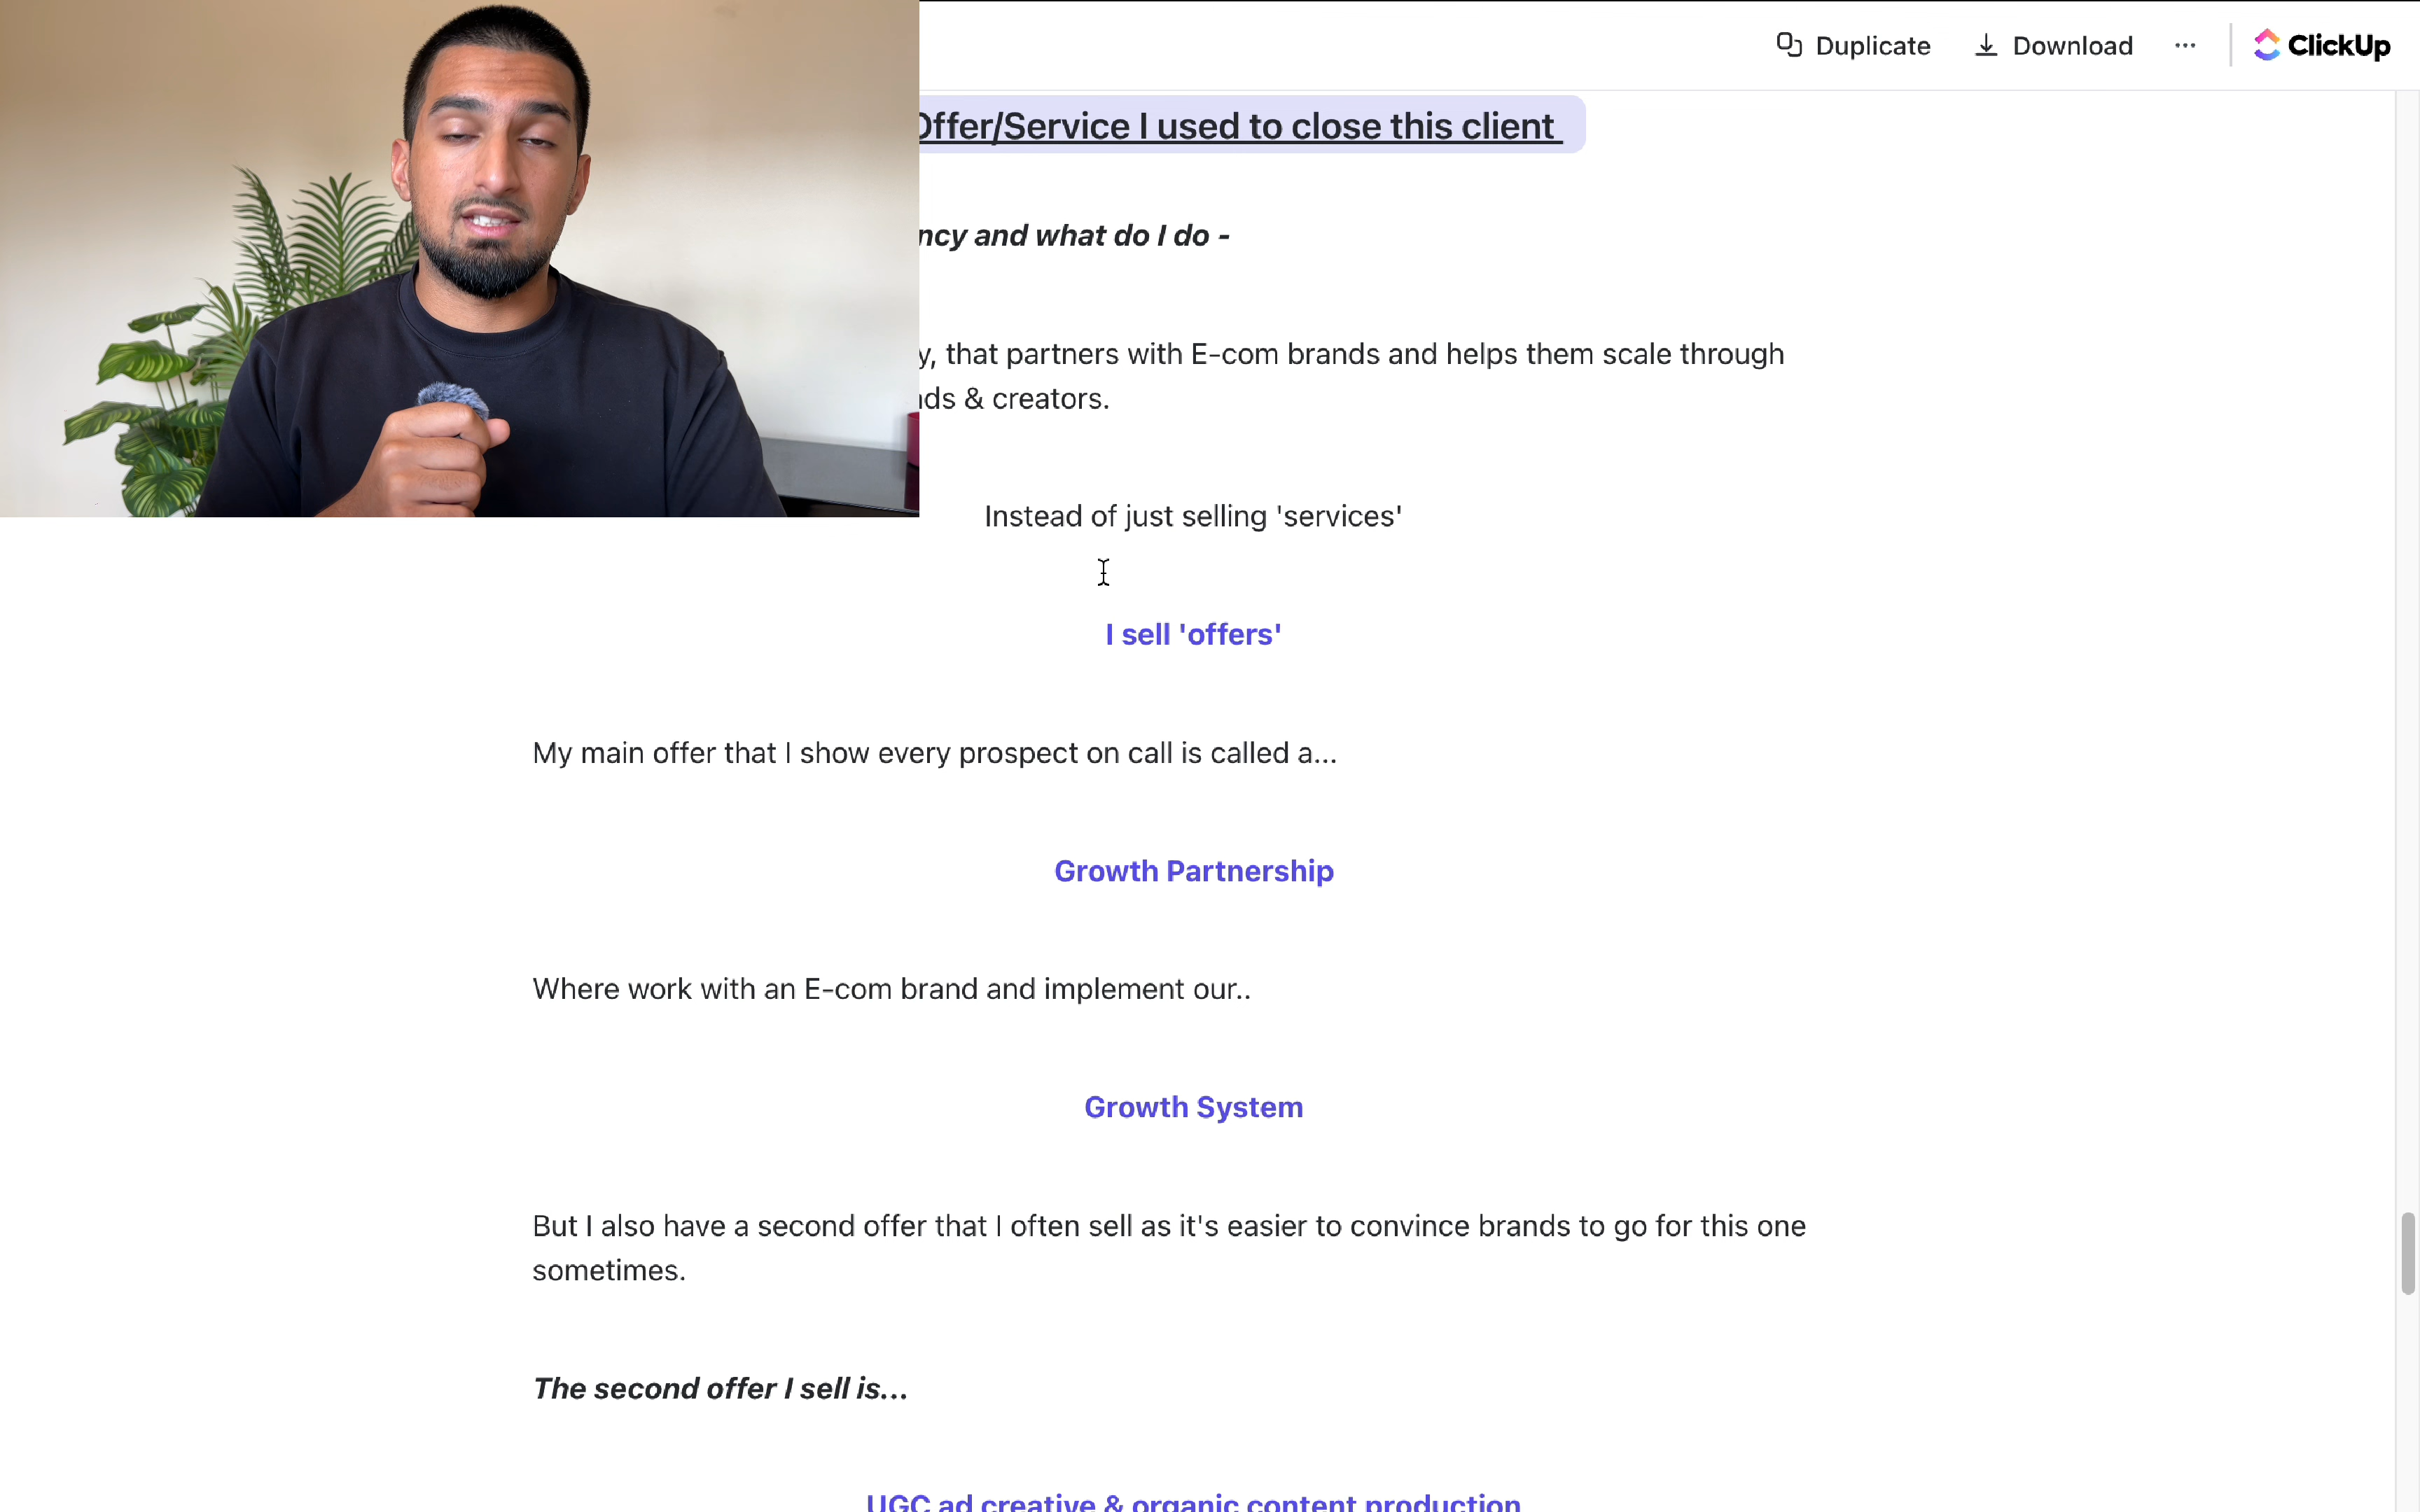 Duplicate
Download
ClickUp
Offer/Service I used to close this client
and what do I do -
that partners with E-com brands and helps them scale through
& creators.
Instead of just selling 'services'
I sell 'offers'
My main offer that I show every prospect on call is called a...
Growth Partnership
Where work with an E-com brand and implement our..
Growth System
But I also have a second offer that I often sell as it's easier to convince brands to go for this one
sometimes.
The second offer I sell is...
UGC ad creative & organic content production